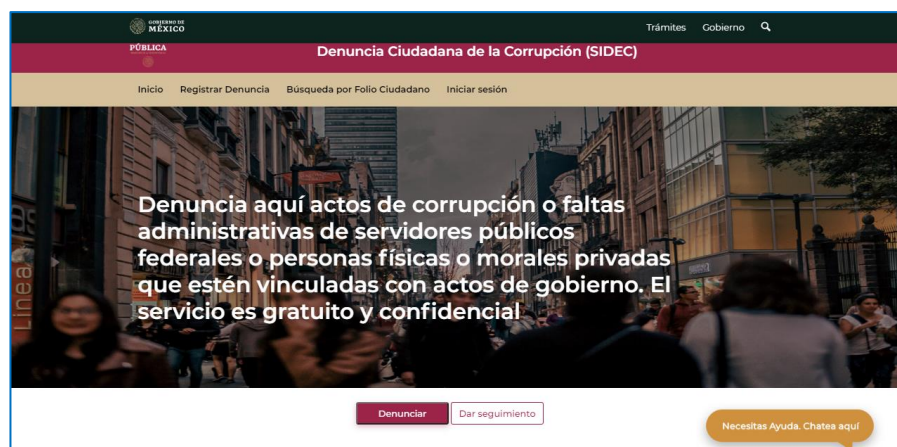 GOBIERNO DE
MÉXICO
Trámites Gobierno
PÚBLICA
Denuncia Ciudadana de la Corrupción (SIDEC)
Inicio Registrar Denuncia Búsqueda por Folio Ciudadano Iniciar sesión
Denuncia aquí actos de corrupción o faltas
administrativas de servidores públicos
federales o personas físicas o morales privadas
que estén vinculadas con actos de gobierno. El
servicio es gratuito y confidencial
Linea
Denunciar Dar seguimiento
Necesitas Ayuda. Chatea aquí